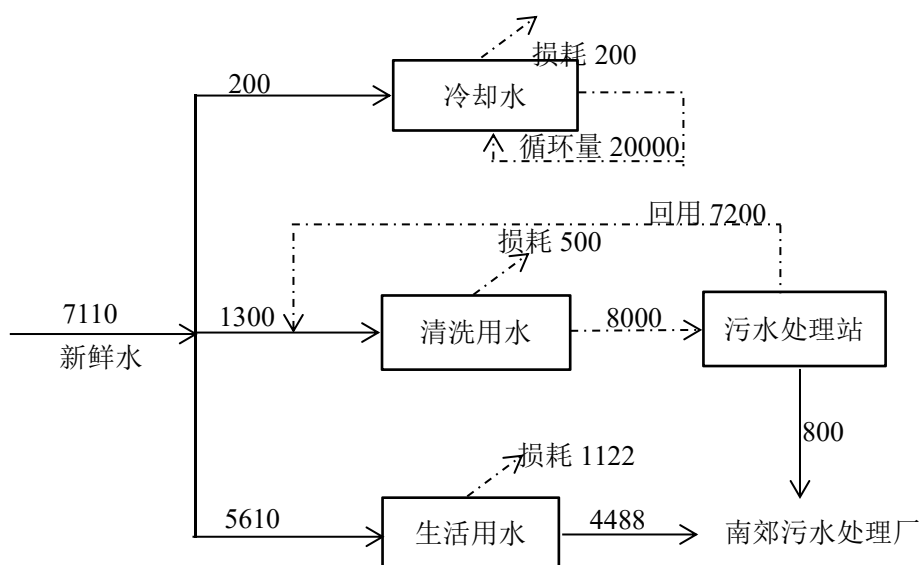 损耗 200
200
冷却水
循环量 20000
回用 7200
损耗 500
7110
1300
清洗用水
8000
污水处理站
新鲜水
800
损耗 1122
5610
生活用水
4488
南郊污水处理厂